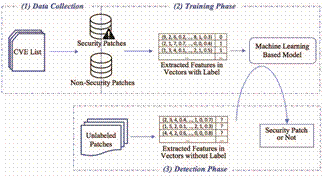 (1) Data Collection
(2) Training Phase
CVE List
Security Patches
Non-Security Patches
Extracted Features in
Vectors with Label
Machine Learning
Based Model
Unlabeled
Patches
Extracted Features in
Vectors without Label
Security Patch
or Not
(3) Detection Phase